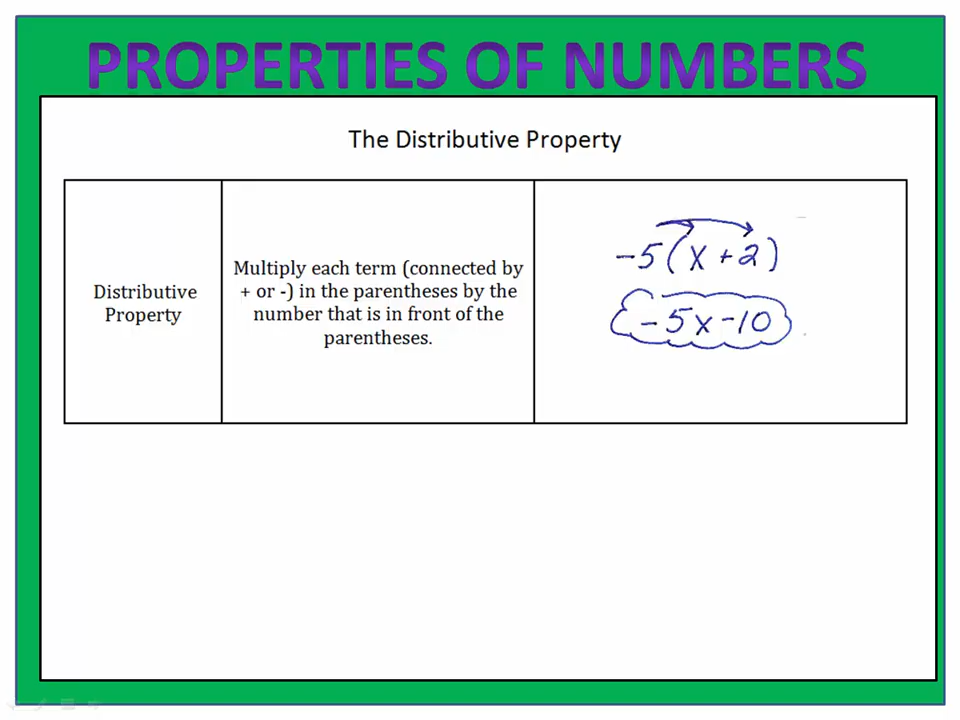 PROPERTIES OF NUMBERS
The Distributive Property
Distributive
Property
Multiply each term (connected by
+ or -) in the parentheses by the
number that is in front of the
parentheses.
-5(x+2)
-5x-10